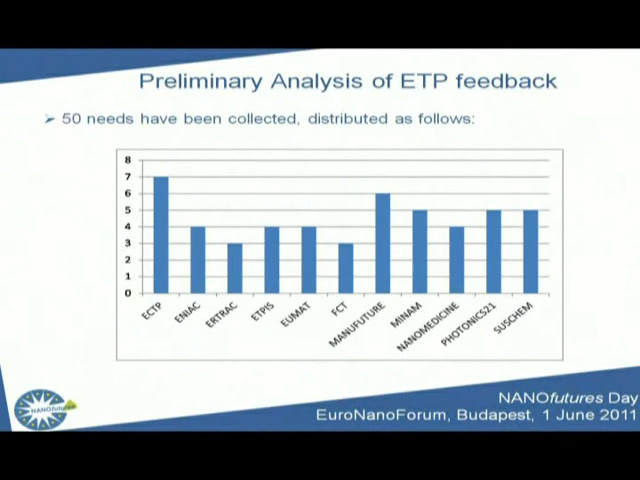 Preliminary Analysis of ETP feedback
➢ 50 needs have been collected, distributed as follows:
8
7
6
5
4
3
2
1
0
ECTP
ENIAC
ERTRAC
ETPIS
EUMAT
FCT
MANUFUTURE
MINAM
NANOMEDICINE
PHOTONICS21
SUSCHEM
NANOfutures
NANOfutures Day
EuroNanoForum, Budapest, 1 June 2011